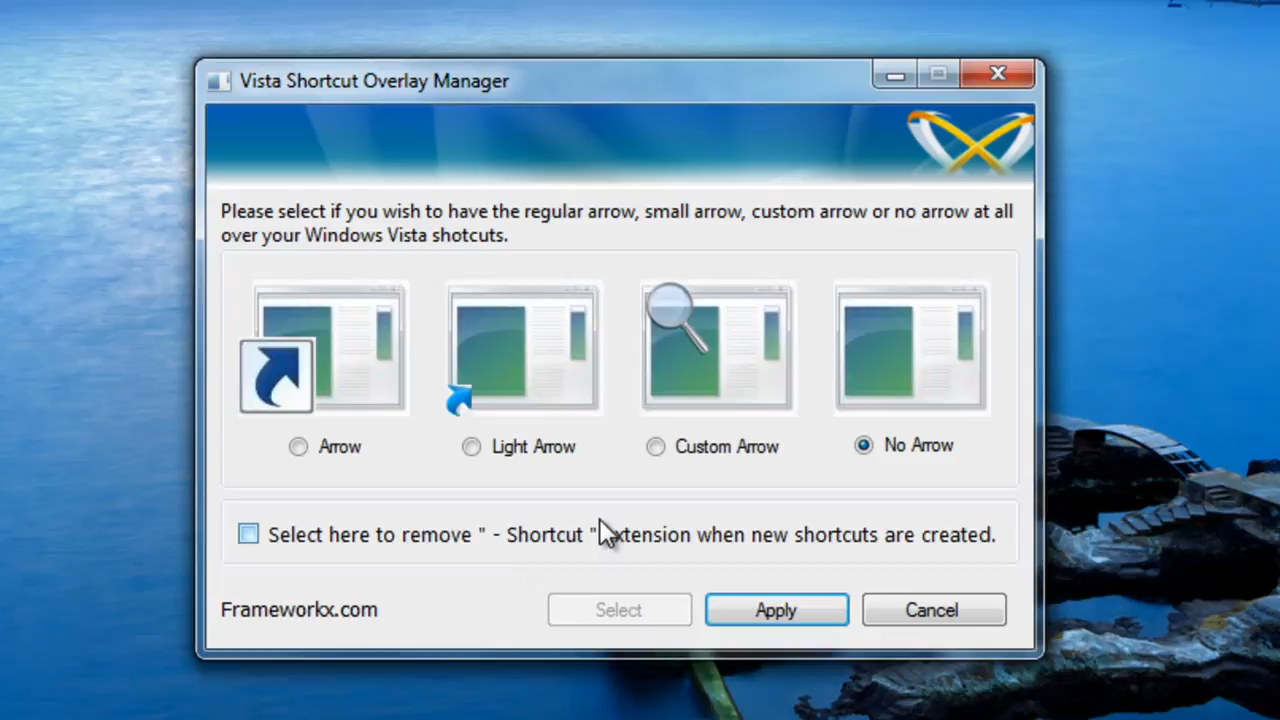 Vista Shortcut Overlay Manager
Please select if you wish to have the regular arrow, small arrow, custom arrow or no arrow at all
over your Windows Vista shotcuts.
Arrow
Light Arrow
Custom Arrow
No Arrow
Select here to remove " - Shortcut " extension when new shortcuts are created.
Frameworkx.com
Select
Apply
Cancel